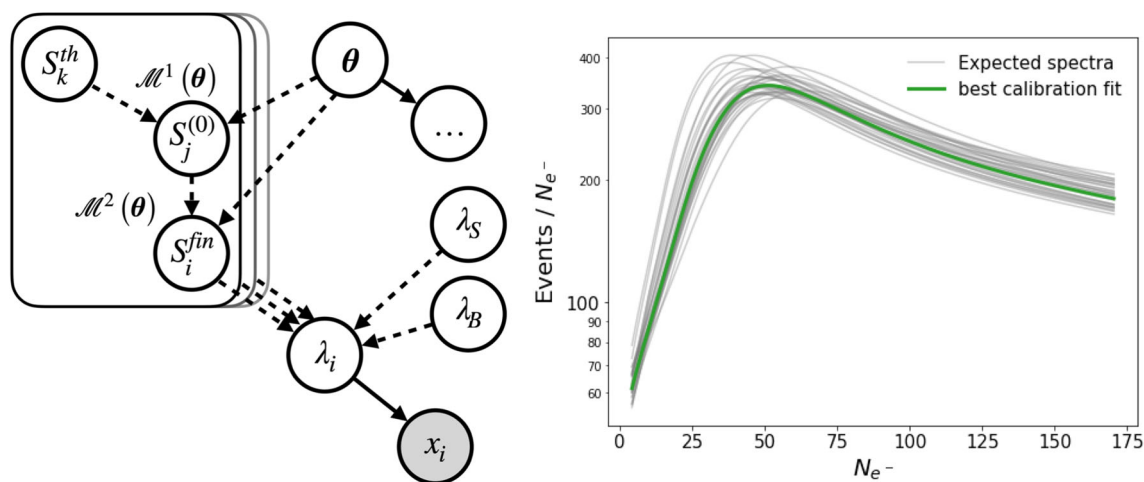 S_k^{th}
ℳ^1 (θ)
θ
S_j^{(0)}
...
ℳ^2 (θ)
S_i^{fin}
λ_S
λ_B
λ_i
x_i
Expected spectra
best calibration fit
Events / N_{e^-}
400
300
200
100
90
80
70
60
0 25 50 75 100 125 150 175
N_{e^-}